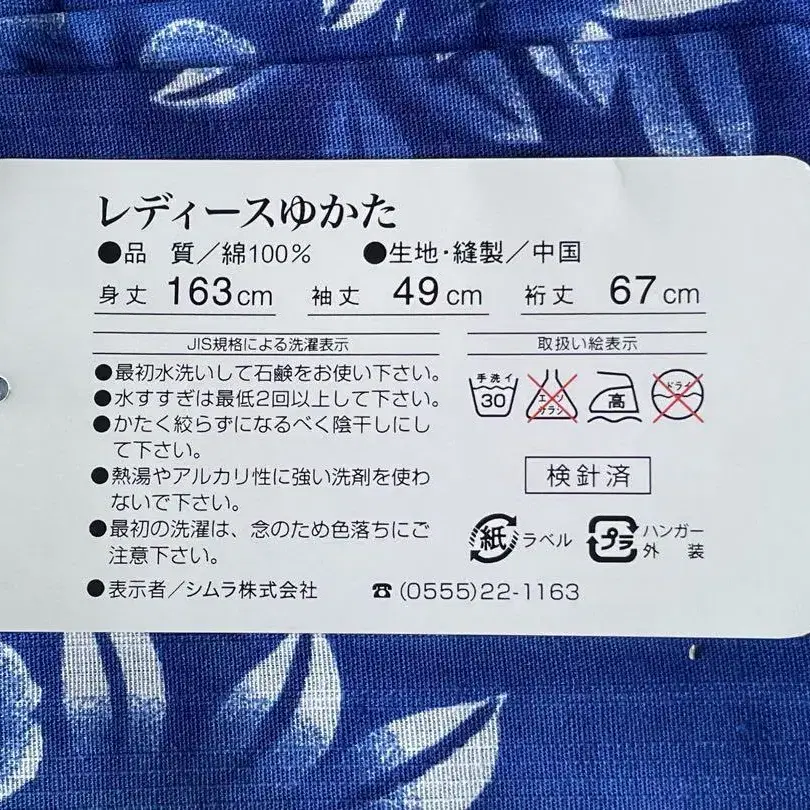 レディースゆかた
●品 質／綿100% ●生地・縫製／中国
身丈 163cm 袖丈 49cm 裄丈 67cm
JIS規格による洗濯表示
●最初水洗いして石鹸をお使い下さい。
●水すすぎは最低2回以上して下さい。
●かたく絞らずになるべく陰干しにし
て下さい。
●熱湯やアルカリ性に強い洗剤を使わ
ないで下さい。
●最初の洗濯は、念のため色落ちにご
注意下さい。
●表示者／シムラ株式会社 ☎(0555)22-1163
取扱い絵表示
手洗イ
30
エンソ
サラシ
高
ドライ
検針済
紙 ラベル
プラ ハンガー
外 装